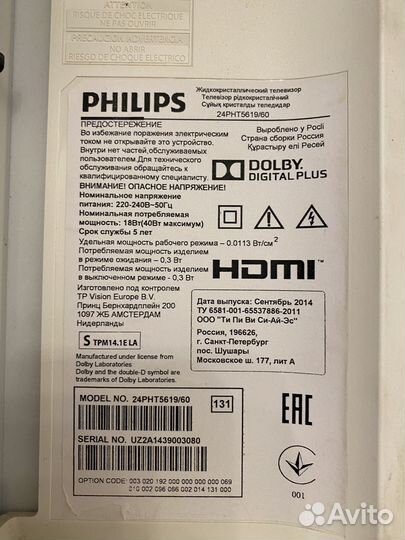 ATTENTION
RISQUE DE CHOC ELECTRIQUE
NE PAS OUVRIR
PRECAUCION ADVERTENCIA
NO ABRIR
RIESGO DE CHOQUE ELECTRICO
PHILIPS
Жидкокристаллический телевизор
Телевізор рідкокристалічний
Сұйық кристалды теледидар
24PHT5619/60
ПРЕДОСТЕРЕЖЕНИЕ
Во избежание поражения электрическим
током не открывайте это устройство.
Внутри нет частей, обслуживаемых
пользователем. Для технического
обслуживания обращайтесь к
квалифицированному специалисту.
Вироблено у Росії
Страна сборки Россия
Құрастыру елі Ресей
DOLBY
DIGITAL PLUS
ВНИМАНИЕ! ОПАСНОЕ НАПРЯЖЕНИЕ!
Номинальное напряжение
питания: 220-240В~50Гц
Номинальная потребляемая
мощность: 18Вт(40Вт максимум)
Срок службы 5 лет
Удельная мощность рабочего режима – 0.0113 Вт/см2
Потребляемая мощность изделием
в режиме ожидания – 0,3 Вт
Потребляемая мощность изделием
в выключенном режиме – 0,3 Вт
HDMI™
Изготовлено под контролем
TP Vision Europe B.V.
Принц Бернхардплейн 200
1097 ЖБ АМСТЕРДАМ
Нидерланды
Дата выпуска: Сентябрь 2014
ТУ 6581-001-65537886-2011
ООО "Ти Пи Ви Си-Ай-Эс"
Россия, 196626,
г. Санкт-Петербург
пос. Шушары
Московское ш. 177, лит А
S TPM14.1E LA
Manufactured under license from
Dolby Laboratories.
Dolby and the double-D symbol are
trademarks of Dolby Laboratories.
MODEL NO. 24PHT5619/60
131
SERIAL NO. UZ2A1439003080
OPTION CODE: 003 020 192 000 000 000 000 069
010 002 096 066 002 014 131 000
EAC
001
Avito